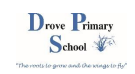 Drove Primary
School
"The roots to grow and the wings to fly"